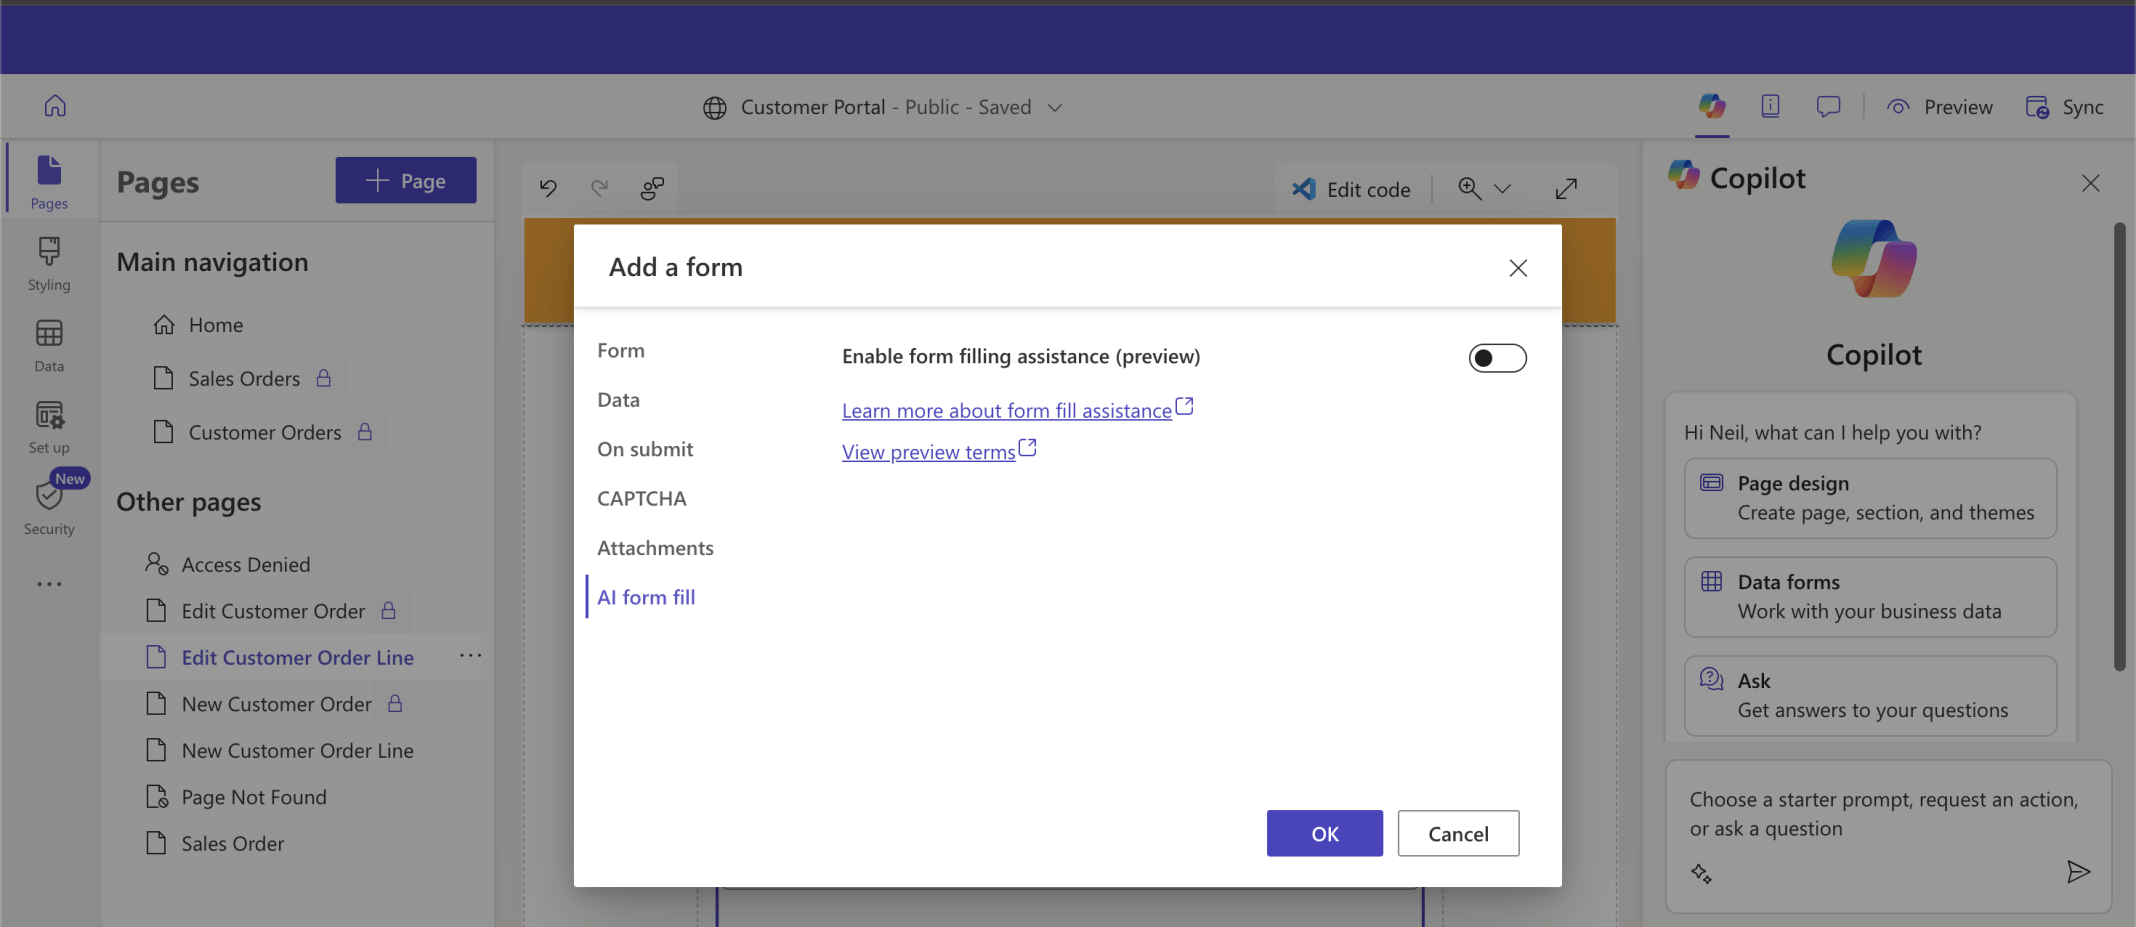 Customer Portal - Public - Saved
Preview
Sync
Pages
Styling
Data
Set up
New
Security
Pages
Page
Main navigation
Home
Sales Orders
Customer Orders
Other pages
Access Denied
Edit Customer Order
Edit Customer Order Line
New Customer Order
New Customer Order Line
Page Not Found
Sales Order
Edit code
Add a form
Form
Data
On submit
CAPTCHA
Attachments
AI form fill
Enable form filling assistance (preview)
Learn more about form fill assistance
View preview terms
OK
Cancel
Copilot
Copilot
Hi Neil, what can I help you with?
Page design
Create page, section, and themes
Data forms
Work with your business data
Ask
Get answers to your questions
Choose a starter prompt, request an action,
or ask a question